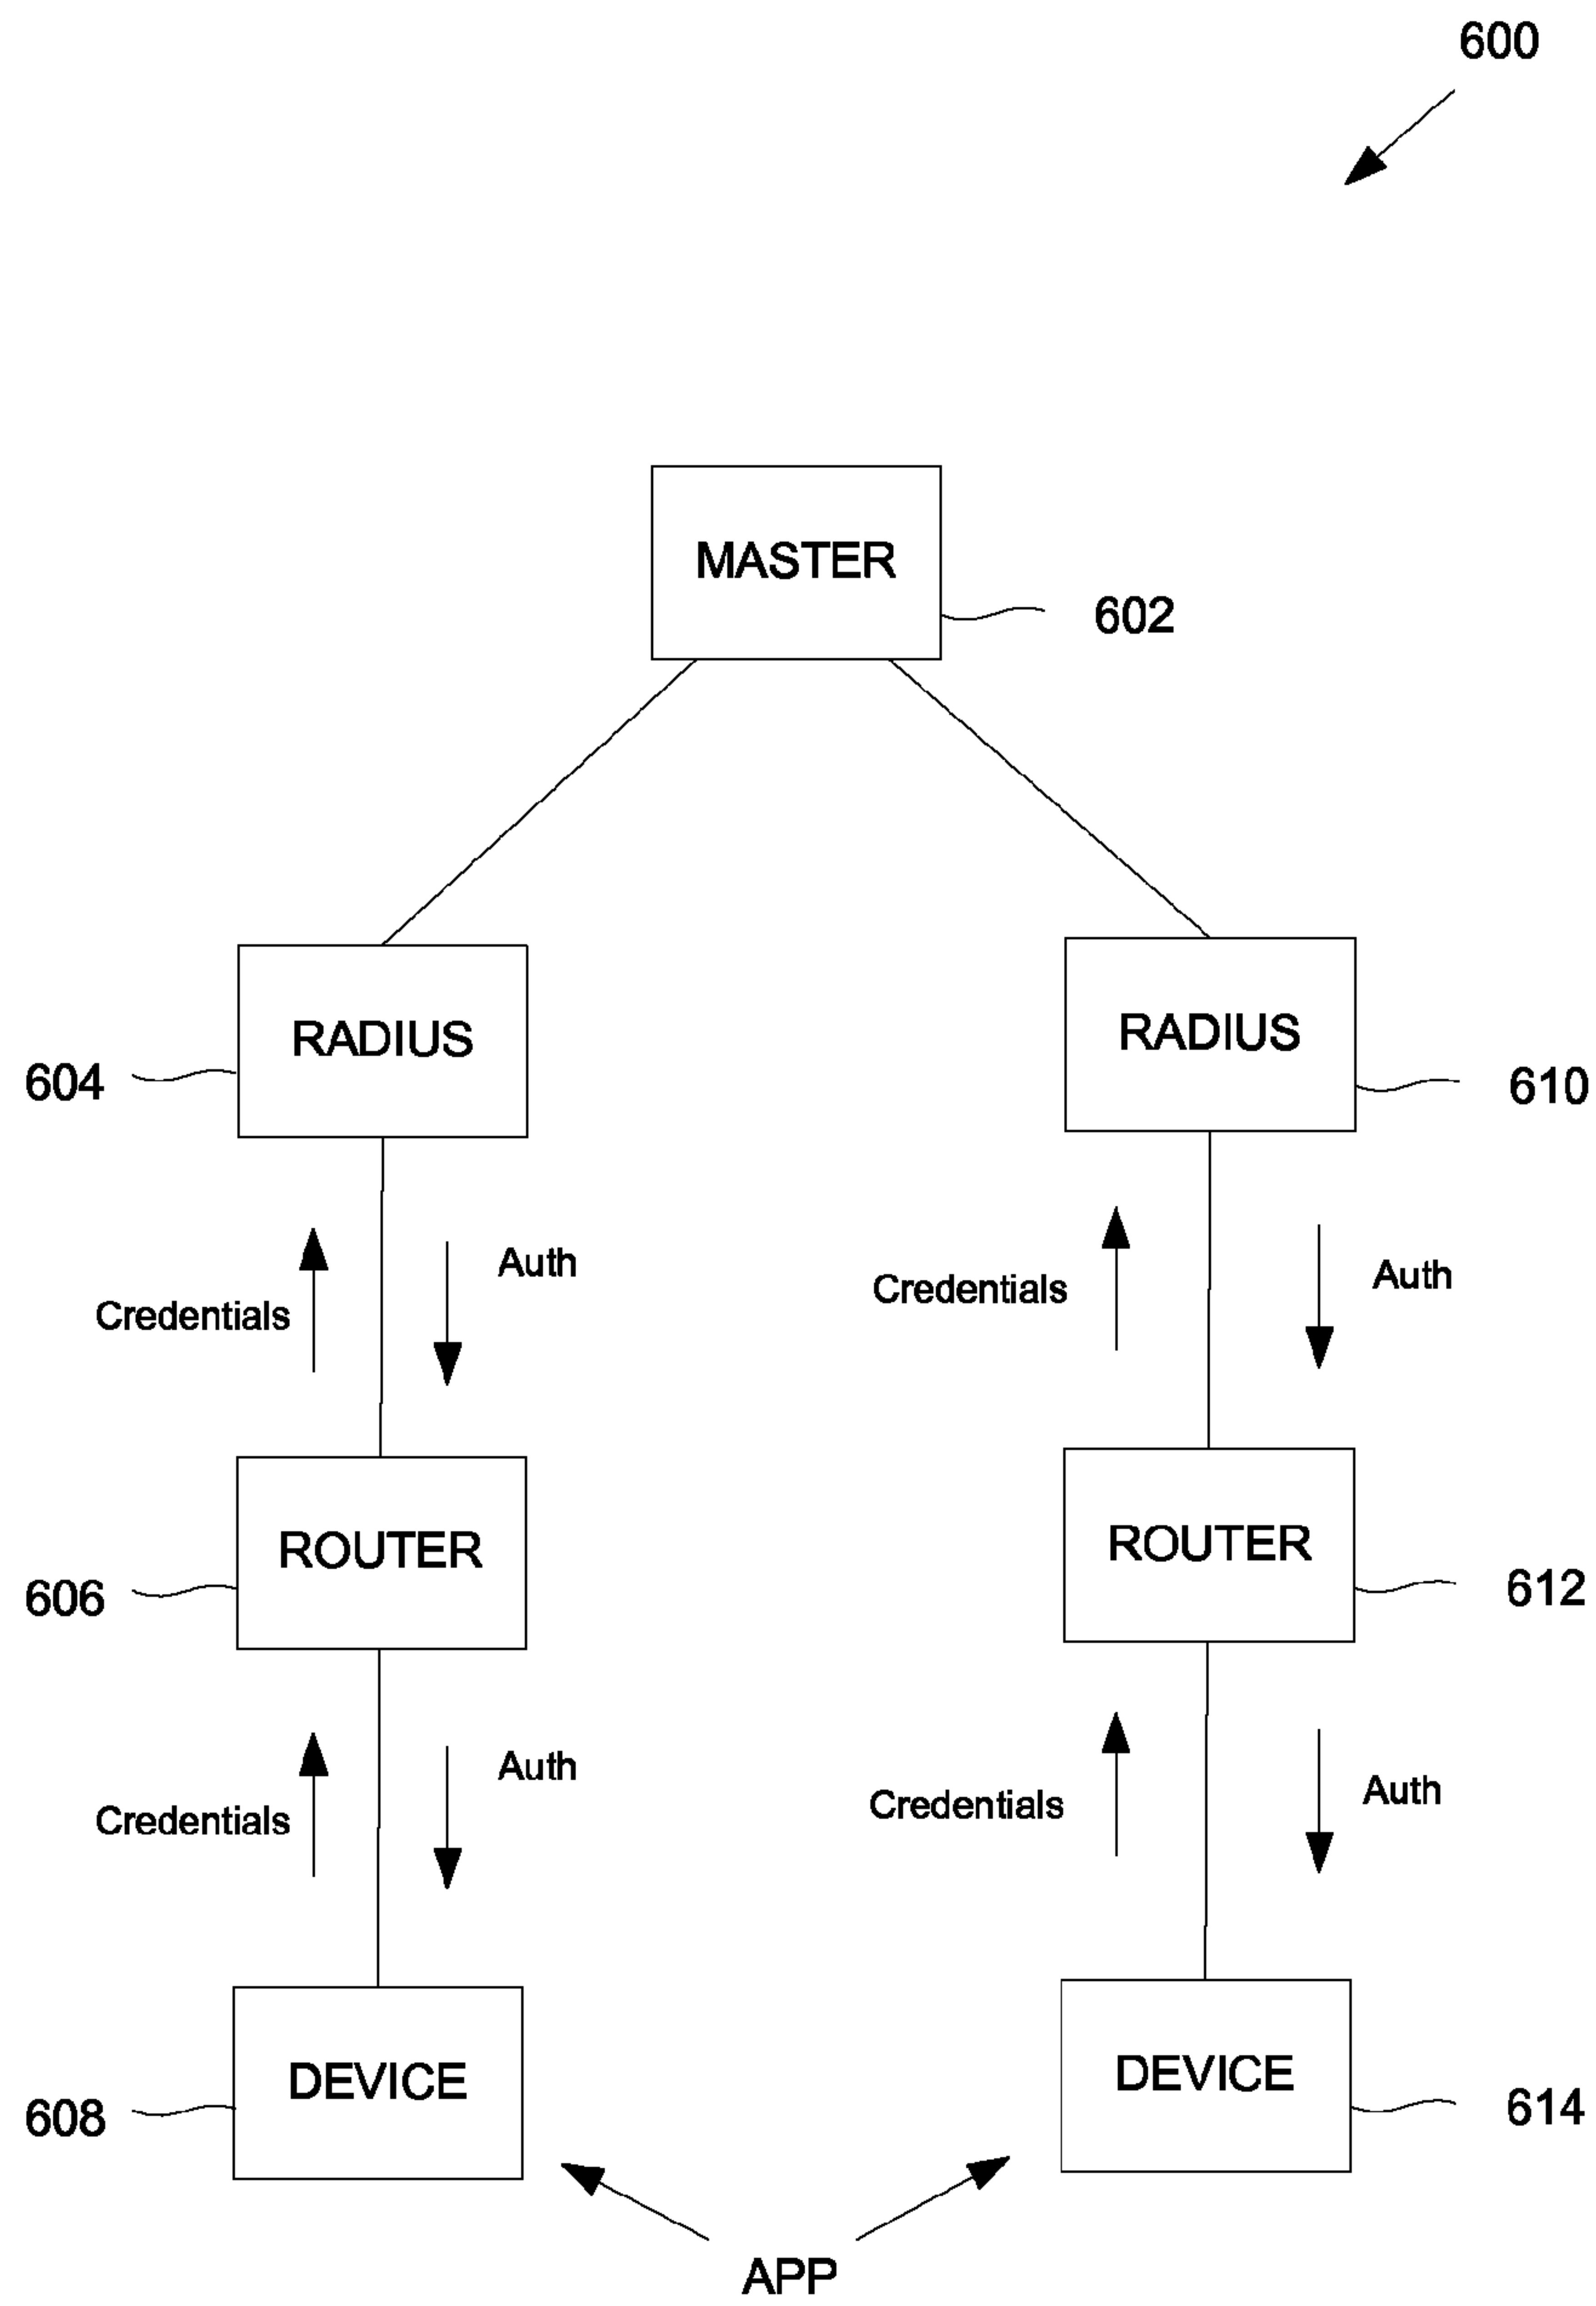 600
MASTER
602
RADIUS
604
RADIUS
610
Credentials
Auth
Credentials
Auth
ROUTER
606
ROUTER
612
Credentials
Auth
Credentials
Auth
DEVICE
608
DEVICE
614
APP